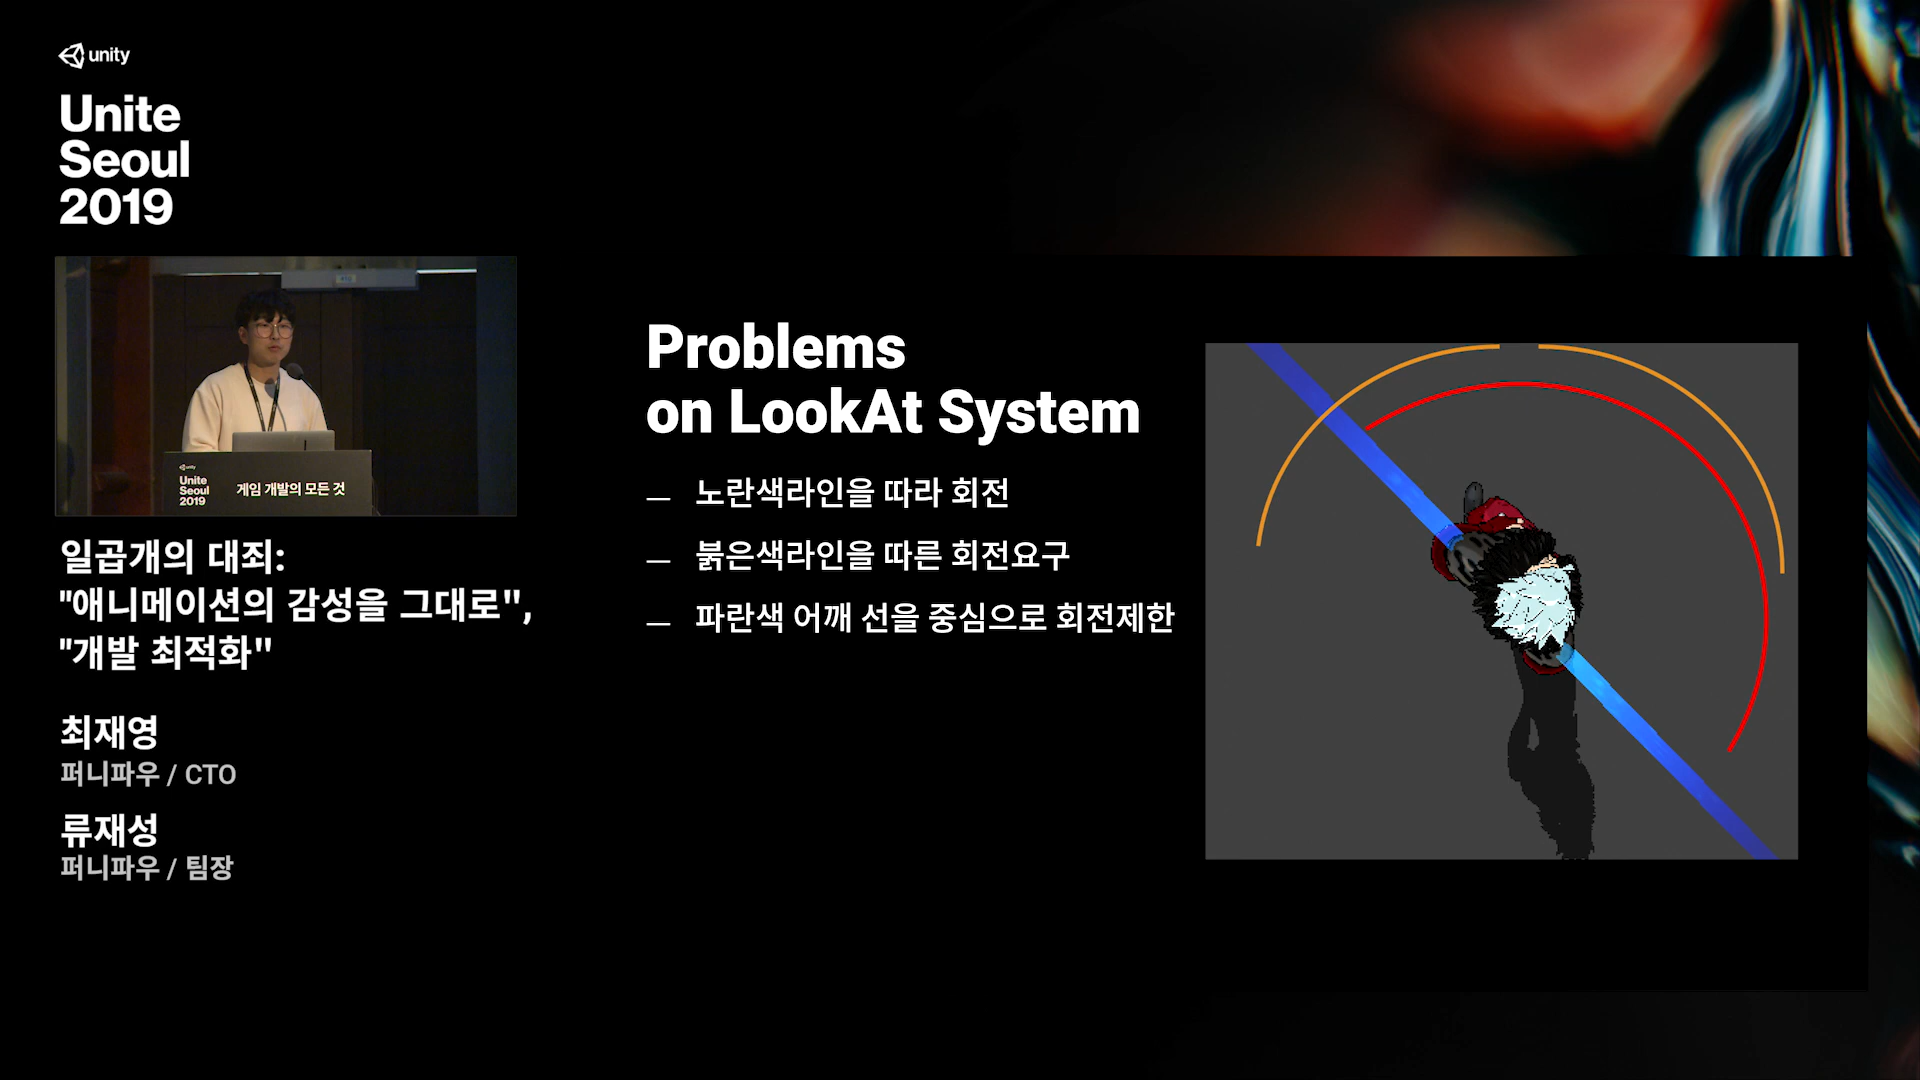 unity
Unite
Seoul
2019
unity
Unite
Seoul
2019
게임 개발의 모든 것
일곱개의 대죄:
"애니메이션의 감성을 그대로",
"개발 최적화"
최재영
퍼니파우 / CTO
류재성
퍼니파우 / 팀장
Problems
on LookAt System
— 노란색라인을 따라 회전
— 붉은색라인을 따른 회전요구
— 파란색 어깨 선을 중심으로 회전제한